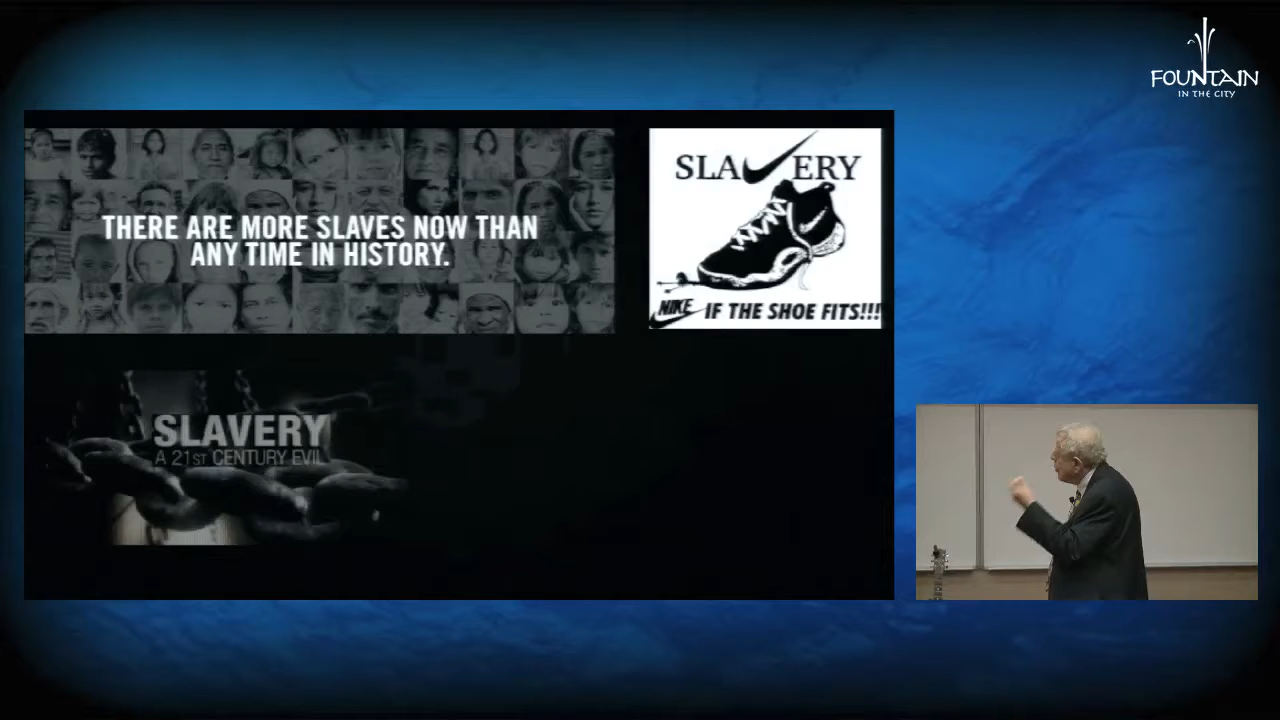 FOUNTAIN
IN THE CITY
THERE ARE MORE SLAVES NOW THAN
ANY TIME IN HISTORY.
SLAVERY
NIKE IF THE SHOE FITS!!!
SLAVERY
A 21ST CENTURY EVIL